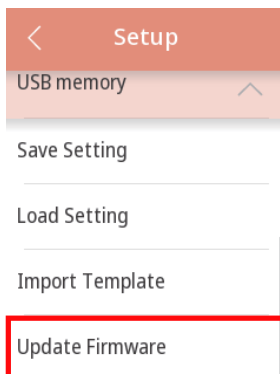 Setup
USB memory
Save Setting
Load Setting
Import Template
Update Firmware